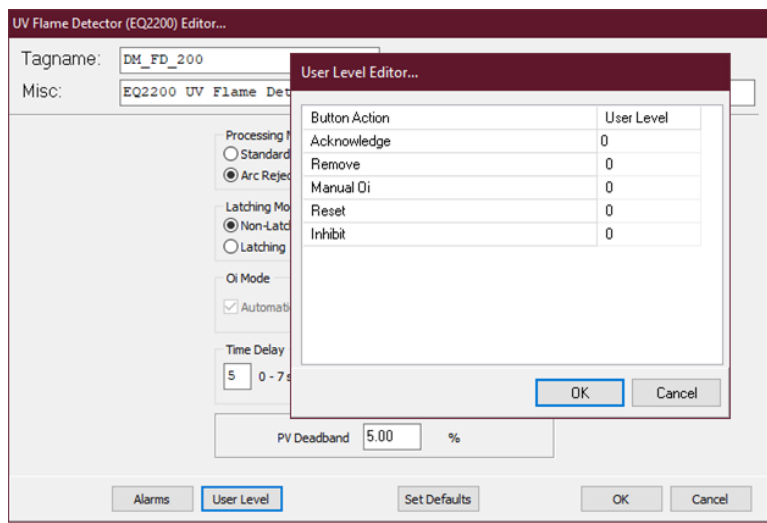 UV Flame Detector (EQ2200) Editor...
Tagname: DM_FD_200
Misc: EQ2200 UV Flame Det
Processing
Standard
Arc Rejec
Latching Mo
Non-Latc
Latching
Oi Mode
Automati
Time Delay
5 0 - 7 s
PV Deadband 5.00 %
Alarms User Level Set Defaults OK Cancel
User Level Editor...
Button Action User Level
Acknowledge 0
Remove 0
Manual Oi 0
Reset 0
Inhibit 0
OK Cancel